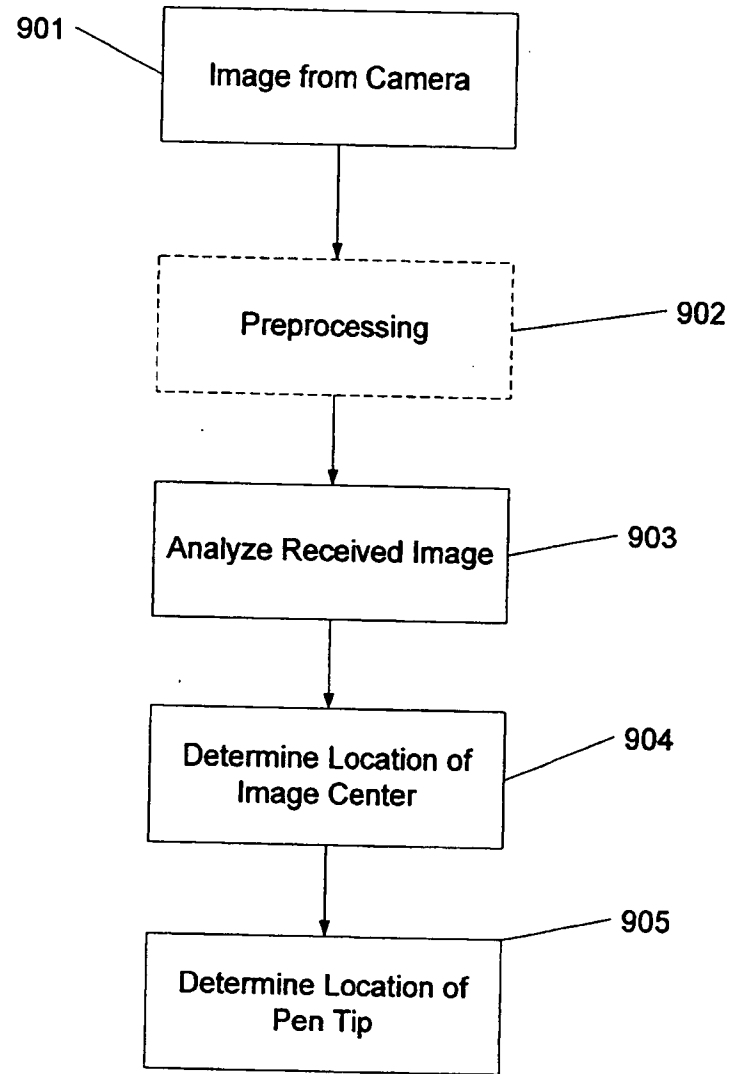 901
Image from Camera
Preprocessing
902
Analyze Received Image
903
Determine Location of
Image Center
904
Determine Location of
Pen Tip
905